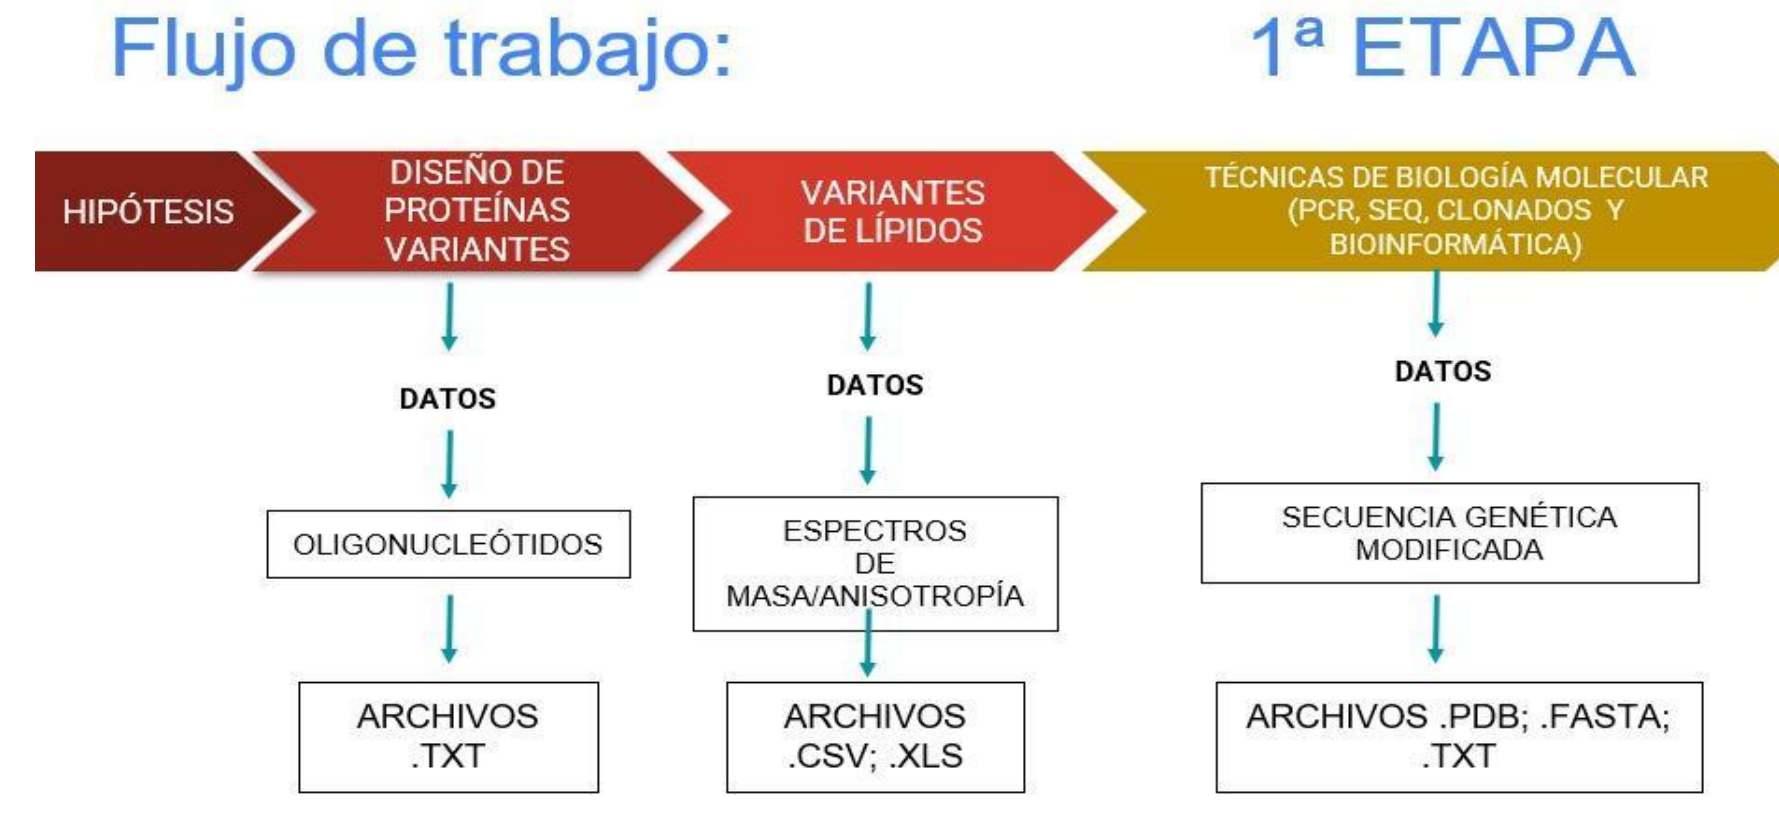 Flujo de trabajo:
1ª ETAPA
HIPÓTESIS
DISEÑO DE
PROTEÍNAS
VARIANTES
VARIANTES
DE LÍPIDOS
TÉCNICAS DE BIOLOGÍA MOLECULAR
(PCR, SEQ, CLONADOS Y
BIOINFORMÁTICA)
DATOS
DATOS
DATOS
OLIGONUCLEÓTIDOS
ESPECTROS
DE
MASA/ANISOTROPÍA
SECUENCIA GENÉTICA
MODIFICADA
ARCHIVOS
.TXT
ARCHIVOS
.CSV; .XLS
ARCHIVOS .PDB; .FASTA;
.TXT